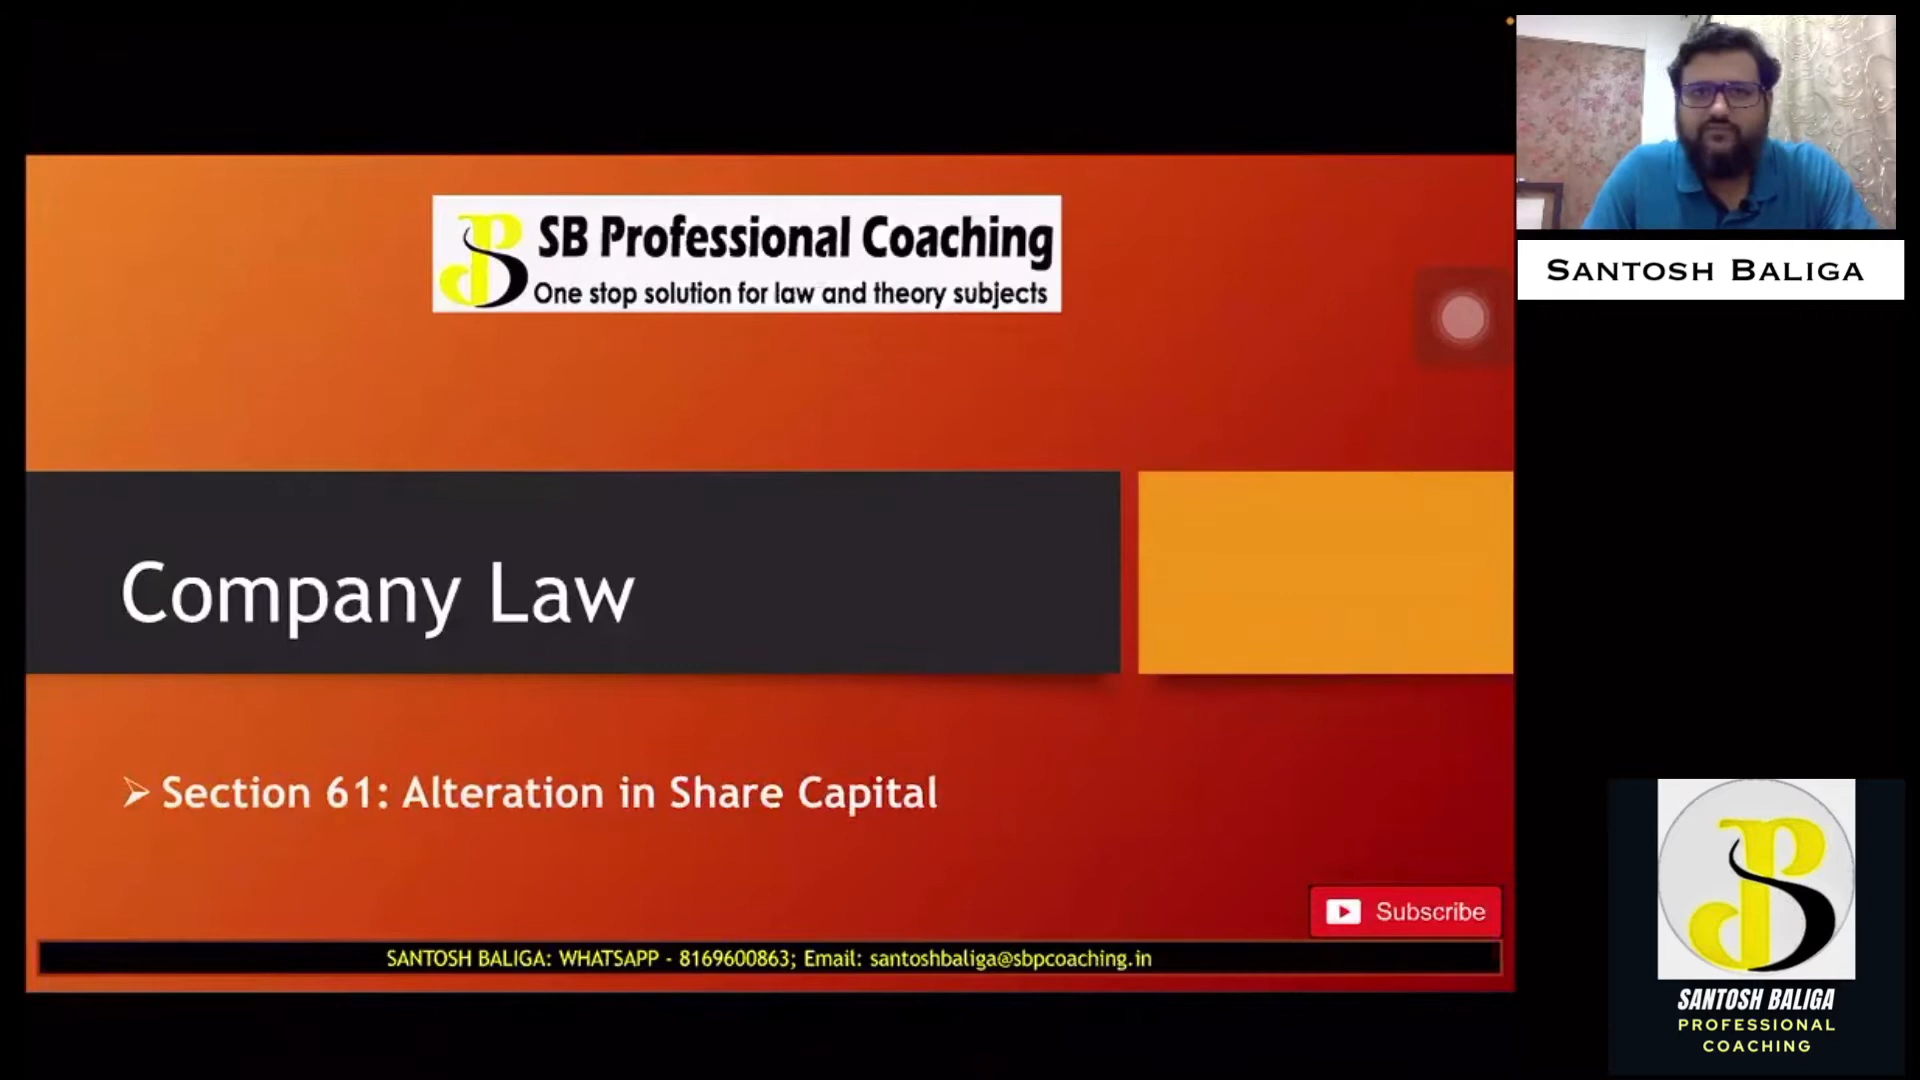 SB Professional Coaching
One stop solution for law and theory subjects
SANTOSH BALIGA
Company Law
➢ Section 61: Alteration in Share Capital
Subscribe
SANTOSH BALIGA: WHATSAPP - 8169600863; Email: santoshbaliga@sbpcoaching.in
SANTOSH BALIGA
PROFESSIONAL
COACHING